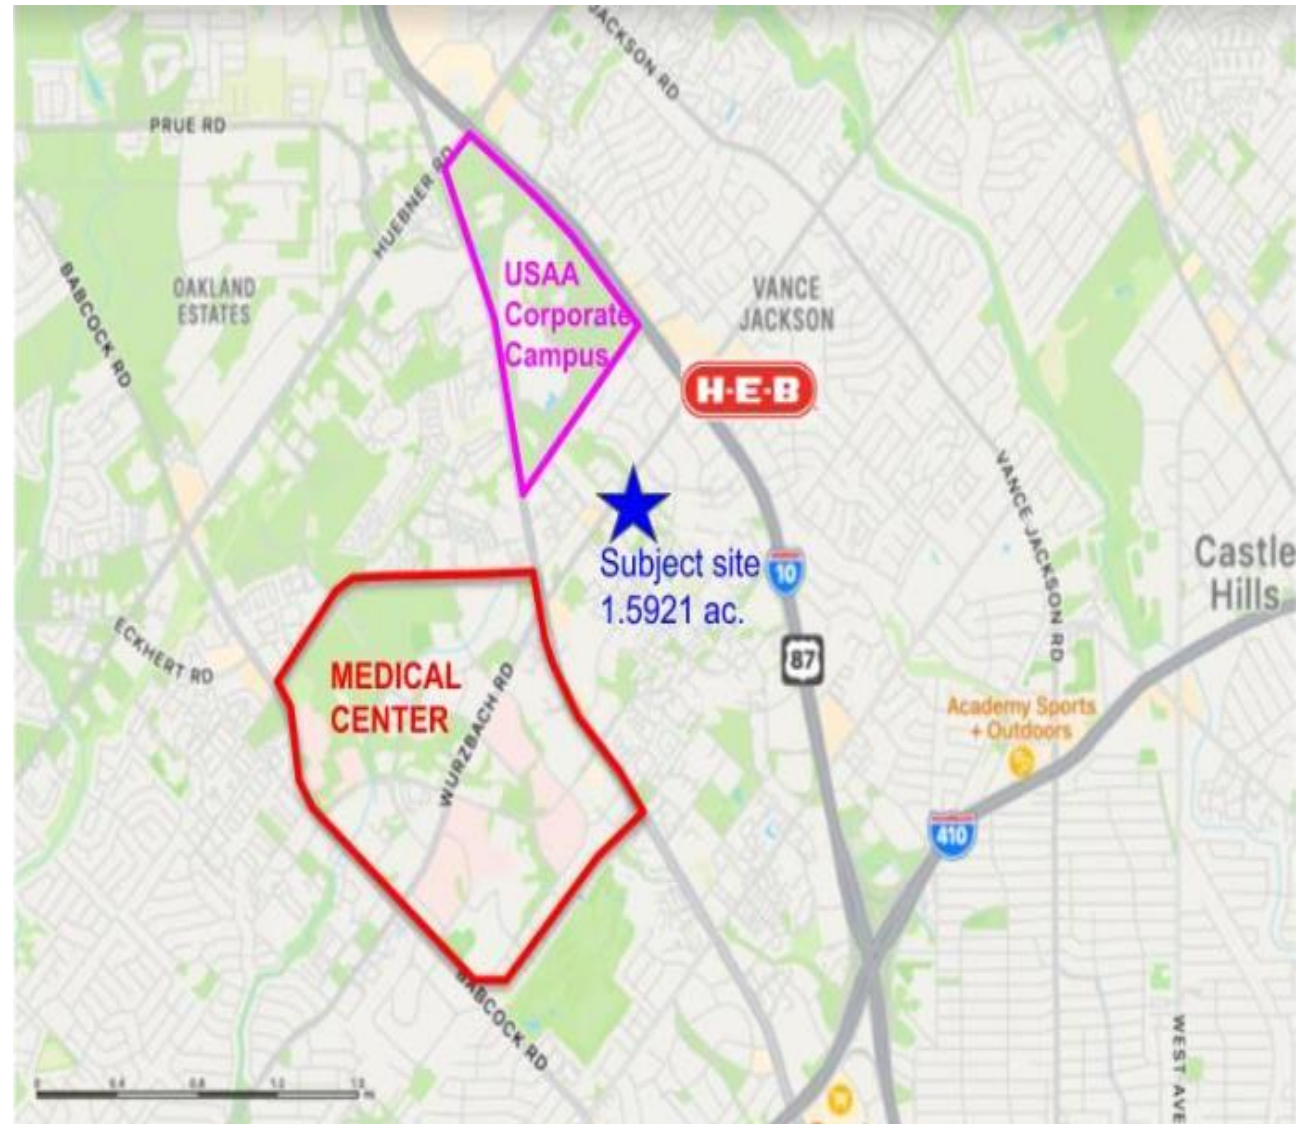 JACKSON RD
PRUE RD
HUEBNER RD
BABCOCK RD
OAKLAND
ESTATES
USAA
Corporate
Campus
VANCE
JACKSON
H-E-B
VANCE JACKSON RD
Subject site
1.5921 ac.
10
Castle
Hills
87
ECKHERT RD
MEDICAL
CENTER
WURZBACH RD
Academy Sports
+ Outdoors
410
BABCOCK RD
WEST AVE
0.4